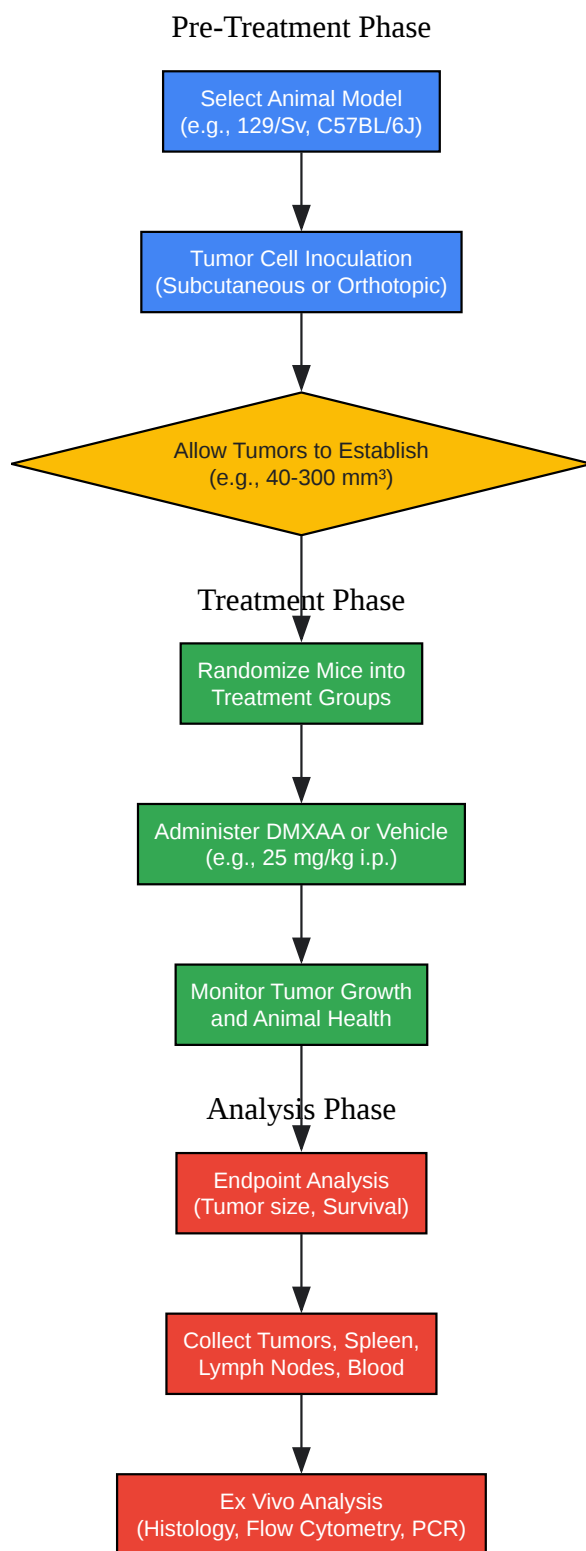 Pre-Treatment Phase
Select Animal Model
(e.g., 129/Sv, C57BL/6J)
Tumor Cell Inoculation
(Subcutaneous or Orthotopic)
Allow Tumors to Establish
(e.g., 40-300 mm³)
Treatment Phase
Randomize Mice into
Treatment Groups
Administer DMXAA or Vehicle
(e.g., 25 mg/kg i.p.)
Monitor Tumor Growth
and Animal Health
Analysis Phase
Endpoint Analysis
(Tumor size, Survival)
Collect Tumors, Spleen,
Lymph Nodes, Blood
Ex Vivo Analysis
(Histology, Flow Cytometry, PCR)